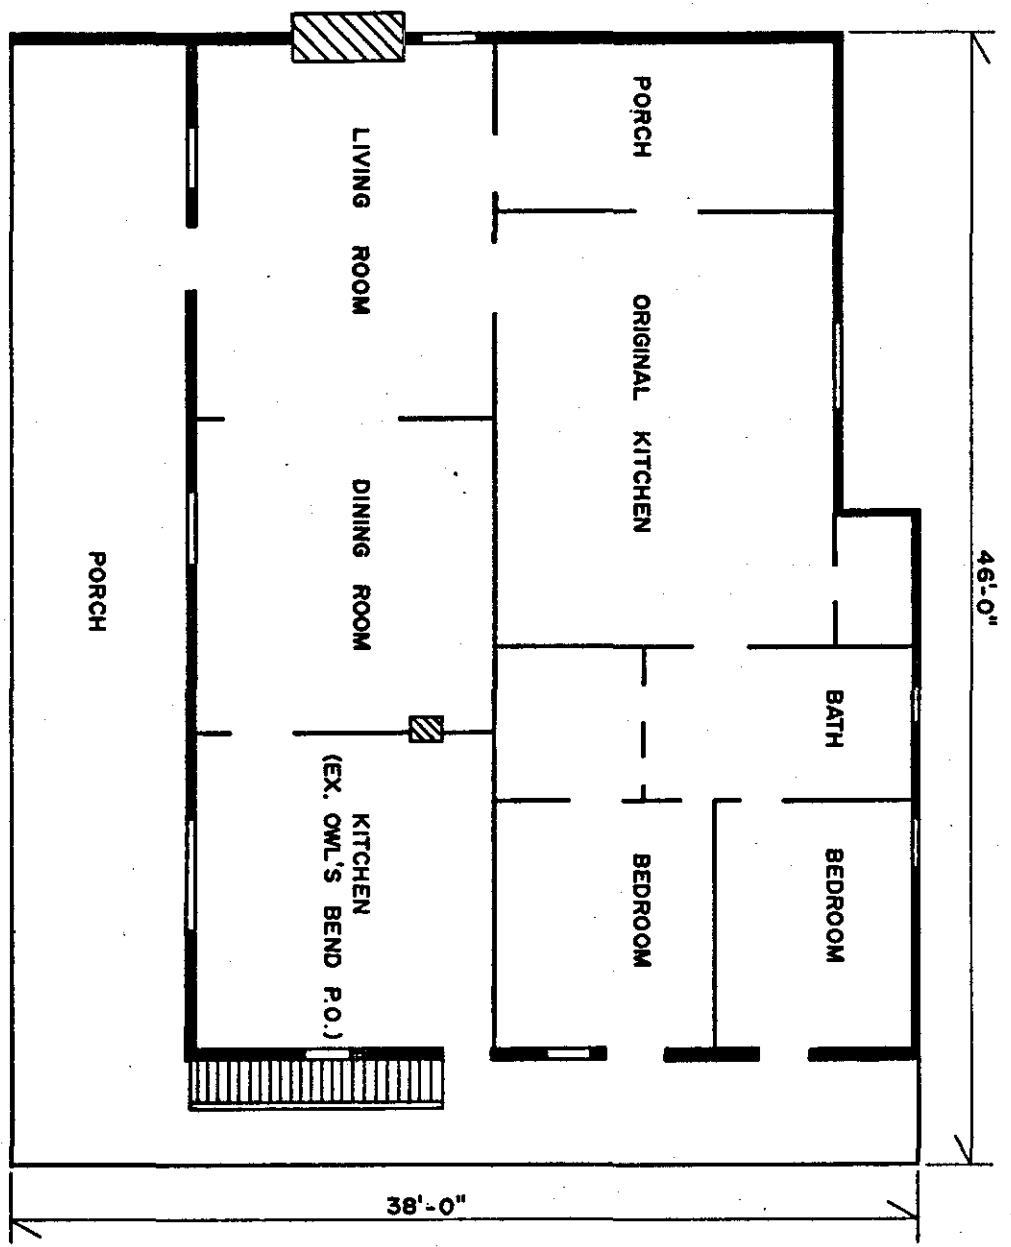 PORCH
LIVING ROOM
ORIGINAL KITCHEN
DINING ROOM
PORCH
46'-0"
BATH
KITCHEN
(EX. OWL'S BEND P.O.)
BEDROOM
BEDROOM
38'-0"